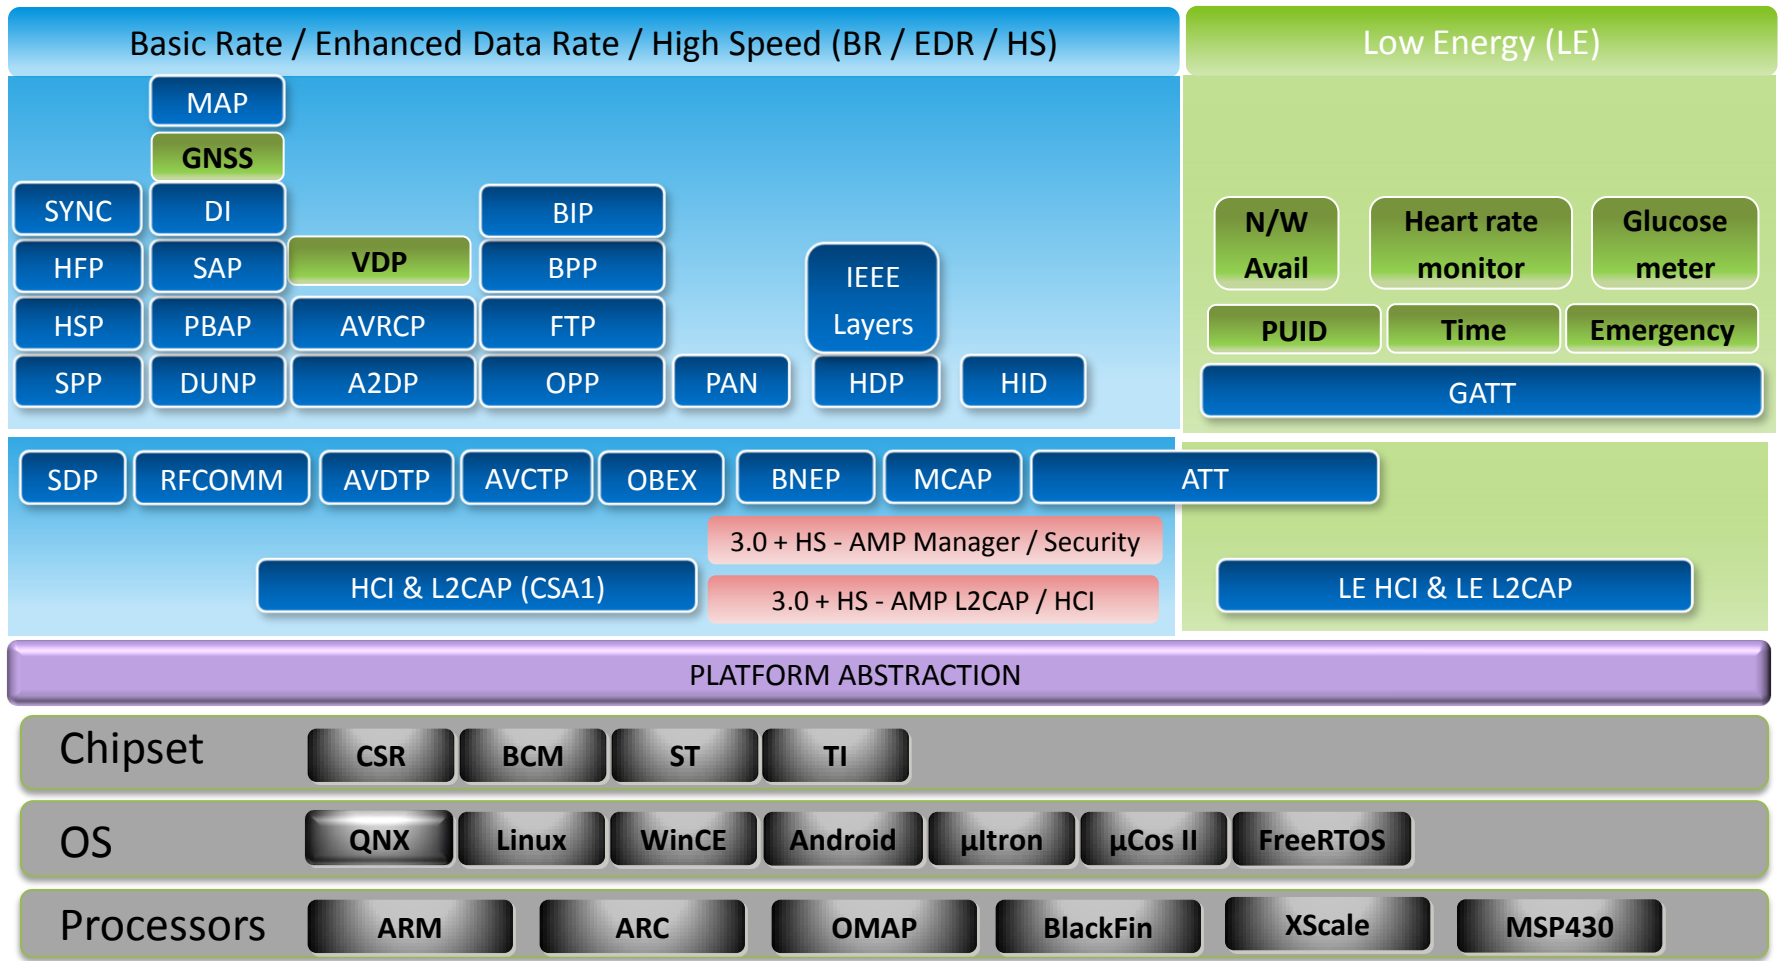 Basic Rate / Enhanced Data Rate / High Speed (BR / EDR / HS)
Low Energy (LE)
MAP
GNSS
SYNC
DI
BIP
HFP
SAP
VDP
BPP
HSP
PBAP
AVRCP
FTP
IEEE
Layers
SPP
DUNP
A2DP
OPP
PAN
HDP
HID
N/W
Avail
Heart rate
monitor
Glucose
meter
PUID
Time
Emergency
GATT
SDP
RFCOMM
AVDTP
AVCTP
OBEX
BNEP
MCAP
ATT
3.0 + HS - AMP Manager / Security
HCI & L2CAP (CSA1)
3.0 + HS - AMP L2CAP / HCI
LE HCI & LE L2CAP
PLATFORM ABSTRACTION
Chipset
CSR
BCM
ST
TI
OS
QNX
Linux
WinCE
Android
µItron
µCos II
FreeRTOS
Processors
ARM
ARC
OMAP
BlackFin
XScale
MSP430